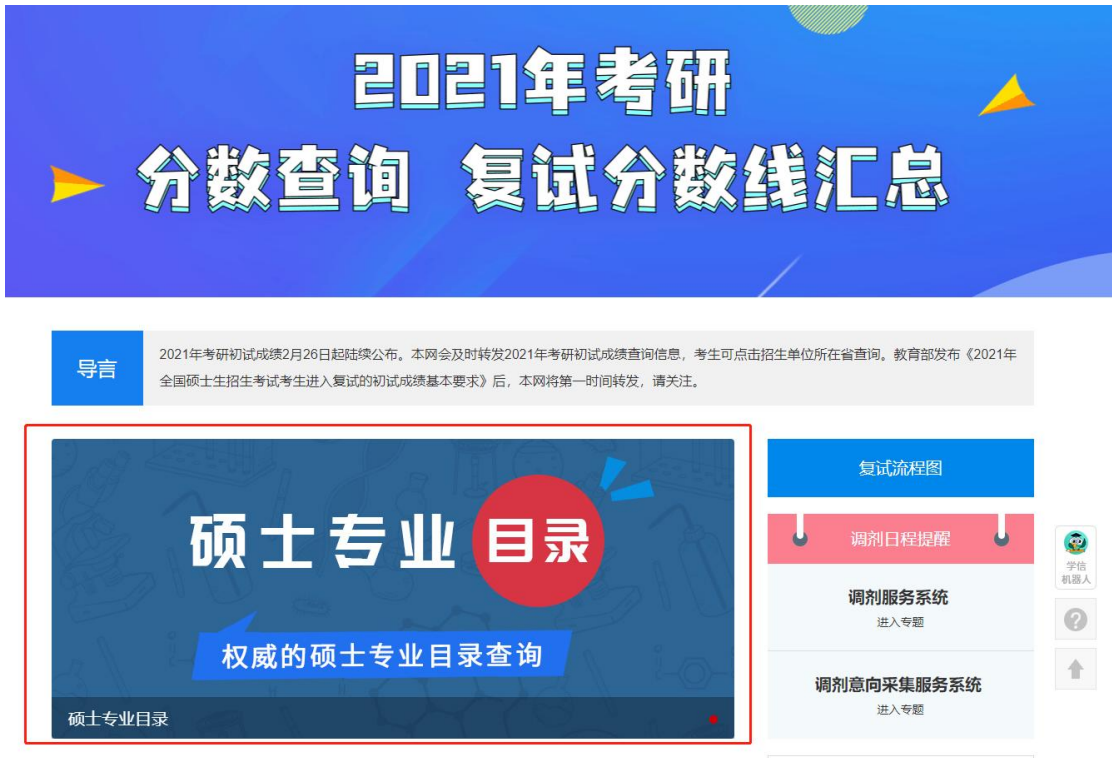 2021年考研
分数查询 复试分数线汇总
导言
2021年考研初试成绩2月26日起陆续公布。本网会及时转发2021年考研初试成绩查询信息，考生可点击招生单位所在省查询。教育部发布《2021年
全国硕士生招生考试考生进入复试的初试成绩基本要求》后，本网将第一时间转发，请关注。
硕士专业目录
权威的硕士专业目录查询
硕士专业目录
复试流程图
调剂日程提醒
调剂服务系统
进入专题
调剂意向采集服务系统
进入专题
学信
机器人
?